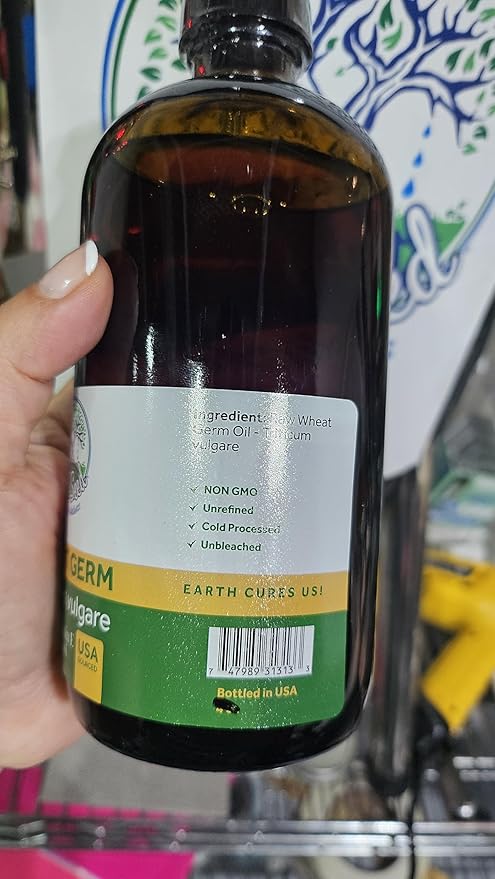 Ingredient: Raw Wheat
Germ Oil - Triticum
vulgare
✓ NON GMO
✓ Unrefined
✓ Cold Processed
✓ Unbleached
GERM
EARTH CURES US!
vulgare
USA
SOURCED
7 47989 31313 3
Bottled in USA